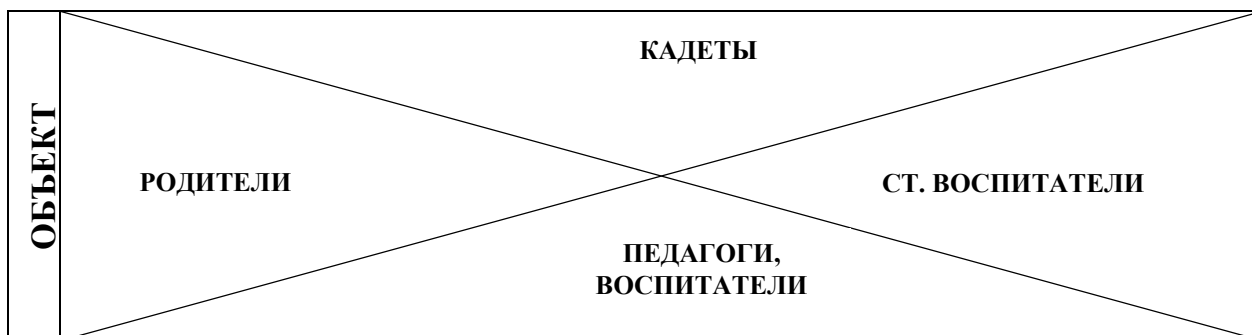 ОБЪЕКТ
КАДЕТЫ
РОДИТЕЛИ
СТ. ВОСПИТАТЕЛИ
ПЕДАГОГИ,
ВОСПИТАТЕЛИ